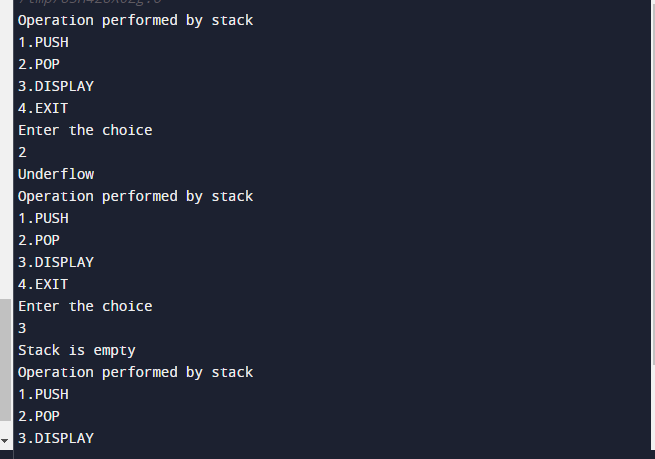 Operation performed by stack
1.PUSH
2.POP
3.DISPLAY
4.EXIT
Enter the choice
2
Underflow
Operation performed by stack
1.PUSH
2.POP
3.DISPLAY
4.EXIT
Enter the choice
3
Stack is empty
Operation performed by stack
1.PUSH
2.POP
3.DISPLAY